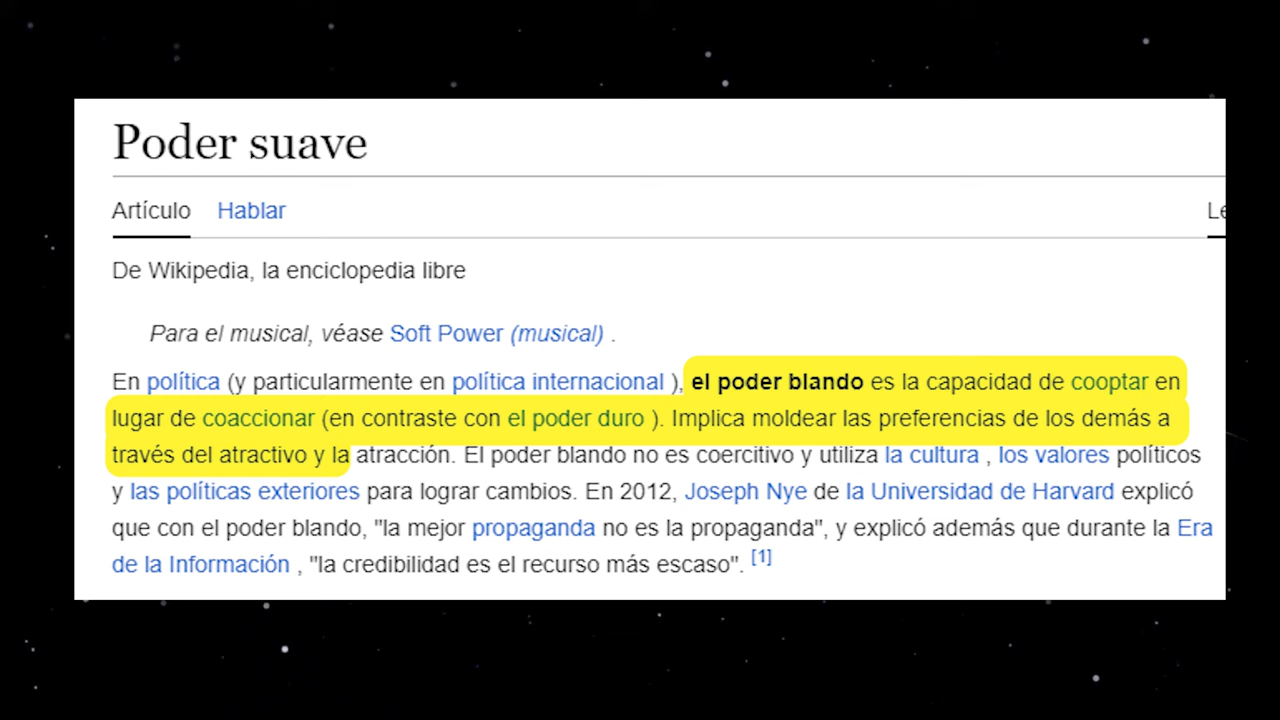 Poder suave
Artículo Hablar Le
De Wikipedia, la enciclopedia libre
Para el musical, véase Soft Power (musical) .
En política (y particularmente en política internacional ), el poder blando es la capacidad de cooptar en
lugar de coaccionar (en contraste con el poder duro ). Implica moldear las preferencias de los demás a
través del atractivo y la atracción. El poder blando no es coercitivo y utiliza la cultura , los valores políticos
y las políticas exteriores para lograr cambios. En 2012, Joseph Nye de la Universidad de Harvard explicó
que con el poder blando, "la mejor propaganda no es la propaganda", y explicó además que durante la Era
de la Información , "la credibilidad es el recurso más escaso". [1]